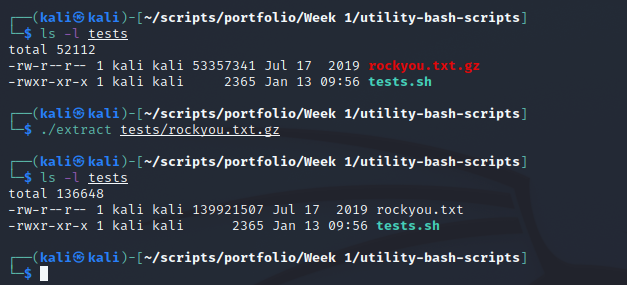 ┌──(kali㉿kali)-[~/scripts/portfolio/Week 1/utility-bash-scripts]
└─$ ls -l tests
total 52112
-rw-r--r-- 1 kali kali 53357341 Jul 17  2019 rockyou.txt.gz
-rwxr-xr-x 1 kali kali     2365 Jan 13 09:56 tests.sh
┌──(kali㉿kali)-[~/scripts/portfolio/Week 1/utility-bash-scripts]
└─$ ./extract tests/rockyou.txt.gz
┌──(kali㉿kali)-[~/scripts/portfolio/Week 1/utility-bash-scripts]
└─$ ls -l tests
total 136648
-rw-r--r-- 1 kali kali 139921507 Jul 17  2019 rockyou.txt
-rwxr-xr-x 1 kali kali      2365 Jan 13 09:56 tests.sh
┌──(kali㉿kali)-[~/scripts/portfolio/Week 1/utility-bash-scripts]
└─$